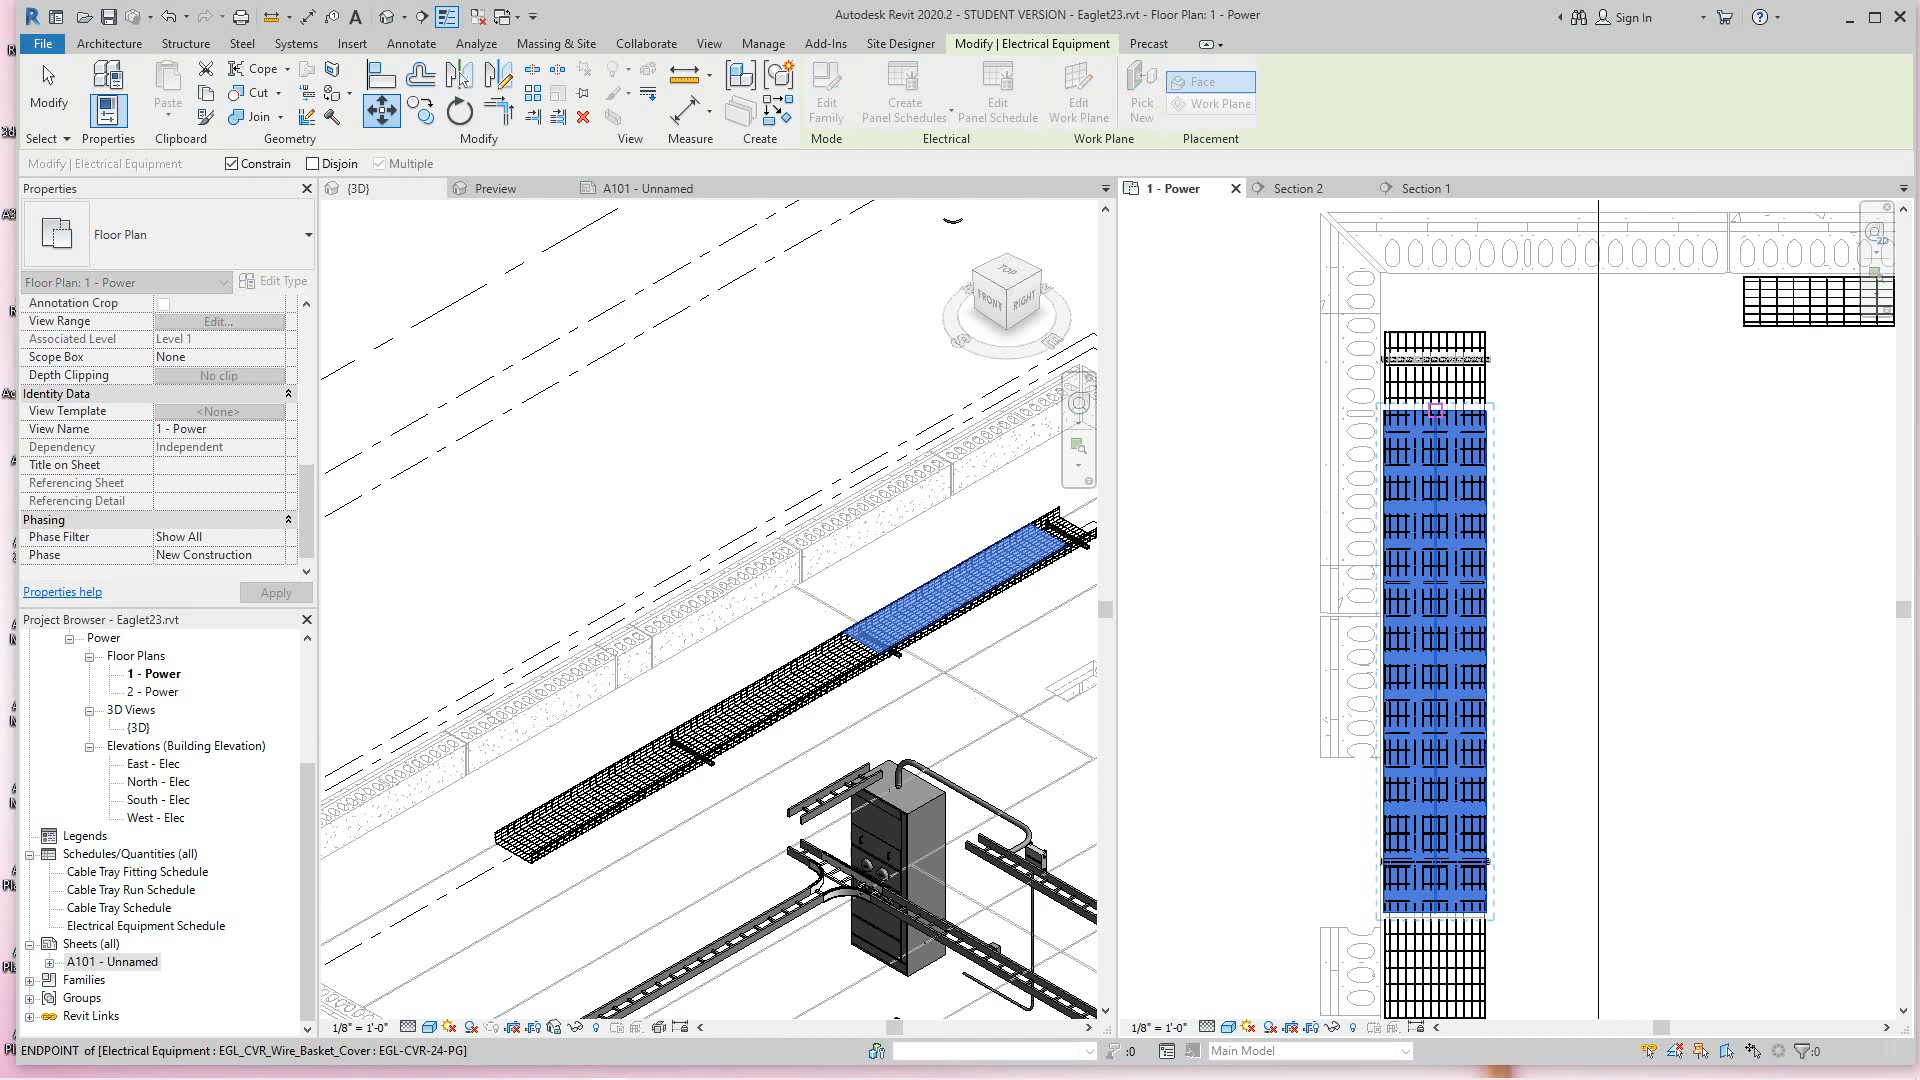 Autodesk Revit 2020.2 - STUDENT VERSION - Eaglet23.rvt - Floor Plan: 1 - Power
Sign In
File Architecture Structure Steel Systems Insert Annotate Analyze Massing & Site Collaborate View Manage Add-Ins Site Designer Modify | Electrical Equipment Precast
Cope
Cut
Join
Modify
Paste
Edit Family
Create Panel Schedules
Edit Panel Schedule
Edit Work Plane
Pick New
Face
Work Plane
Select Properties Clipboard Geometry Modify View Measure Create Mode Electrical Work Plane Placement
Modify | Electrical Equipment Constrain Disjoin Multiple
Properties
{3D} Preview A101 - Unnamed 1 - Power Section 2 Section 1
Floor Plan
Floor Plan: 1 - Power Edit Type
Annotation Crop
View Range Edit...
Associated Level Level 1
Scope Box None
Depth Clipping No clip
Identity Data
View Template <None>
View Name 1 - Power
Dependency Independent
Title on Sheet
Referencing Sheet
Referencing Detail
Phasing
Phase Filter Show All
Phase New Construction
Properties help Apply
TOP
FRONT
RIGHT
2D
Project Browser - Eaglet23.rvt
Power
Floor Plans
1 - Power
2 - Power
3D Views
{3D}
Elevations (Building Elevation)
East - Elec
North - Elec
South - Elec
West - Elec
Legends
Schedules/Quantities (all)
Cable Tray Fitting Schedule
Cable Tray Run Schedule
Cable Tray Schedule
Electrical Equipment Schedule
Sheets (all)
A101 - Unnamed
Families
Groups
Revit Links
1/8" = 1'-0"
1/8" = 1'-0"
ENDPOINT of [Electrical Equipment : EGL_CVR_Wire_Basket_Cover : EGL-CVR-24-PG]
:0
Main Model
:0